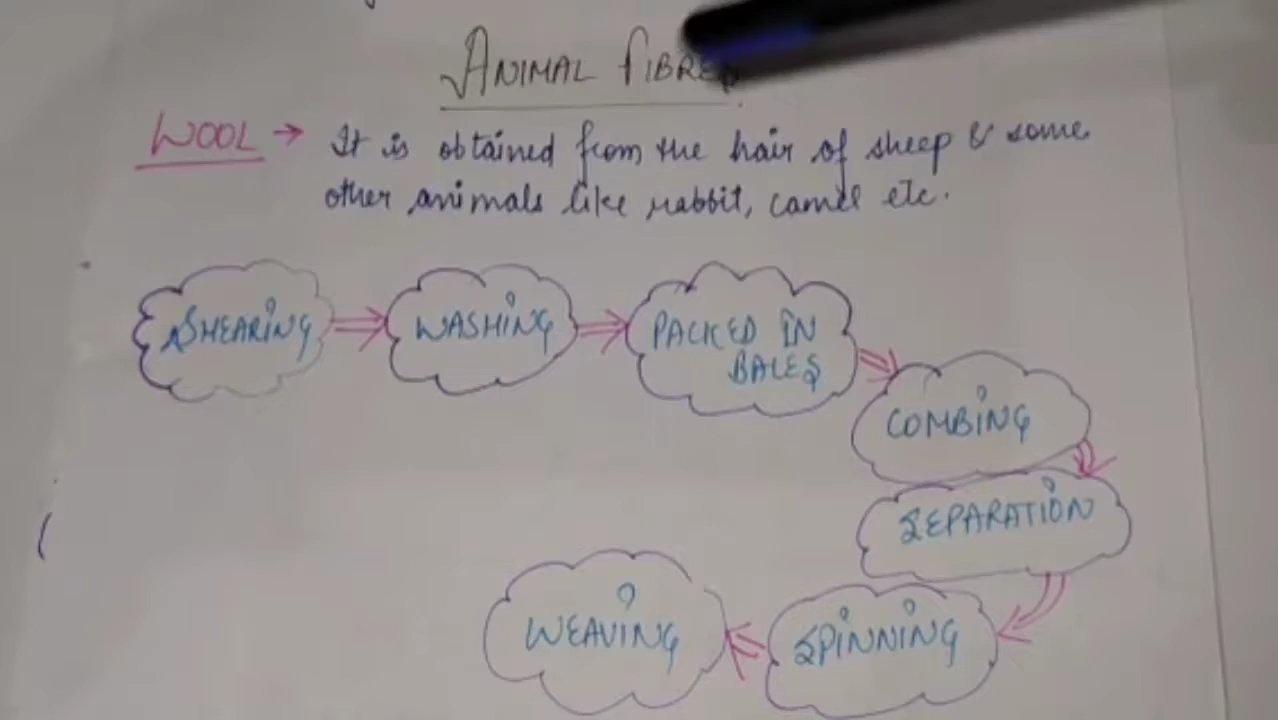 ANIMAL FIBRES
WOOL → It is obtained from the hair of sheep & some
other animals like rabbit, camel etc.
SHEARING
WASHING
PACKED IN
BALES
COMBING
SEPARATION
SPINNING
WEAVING